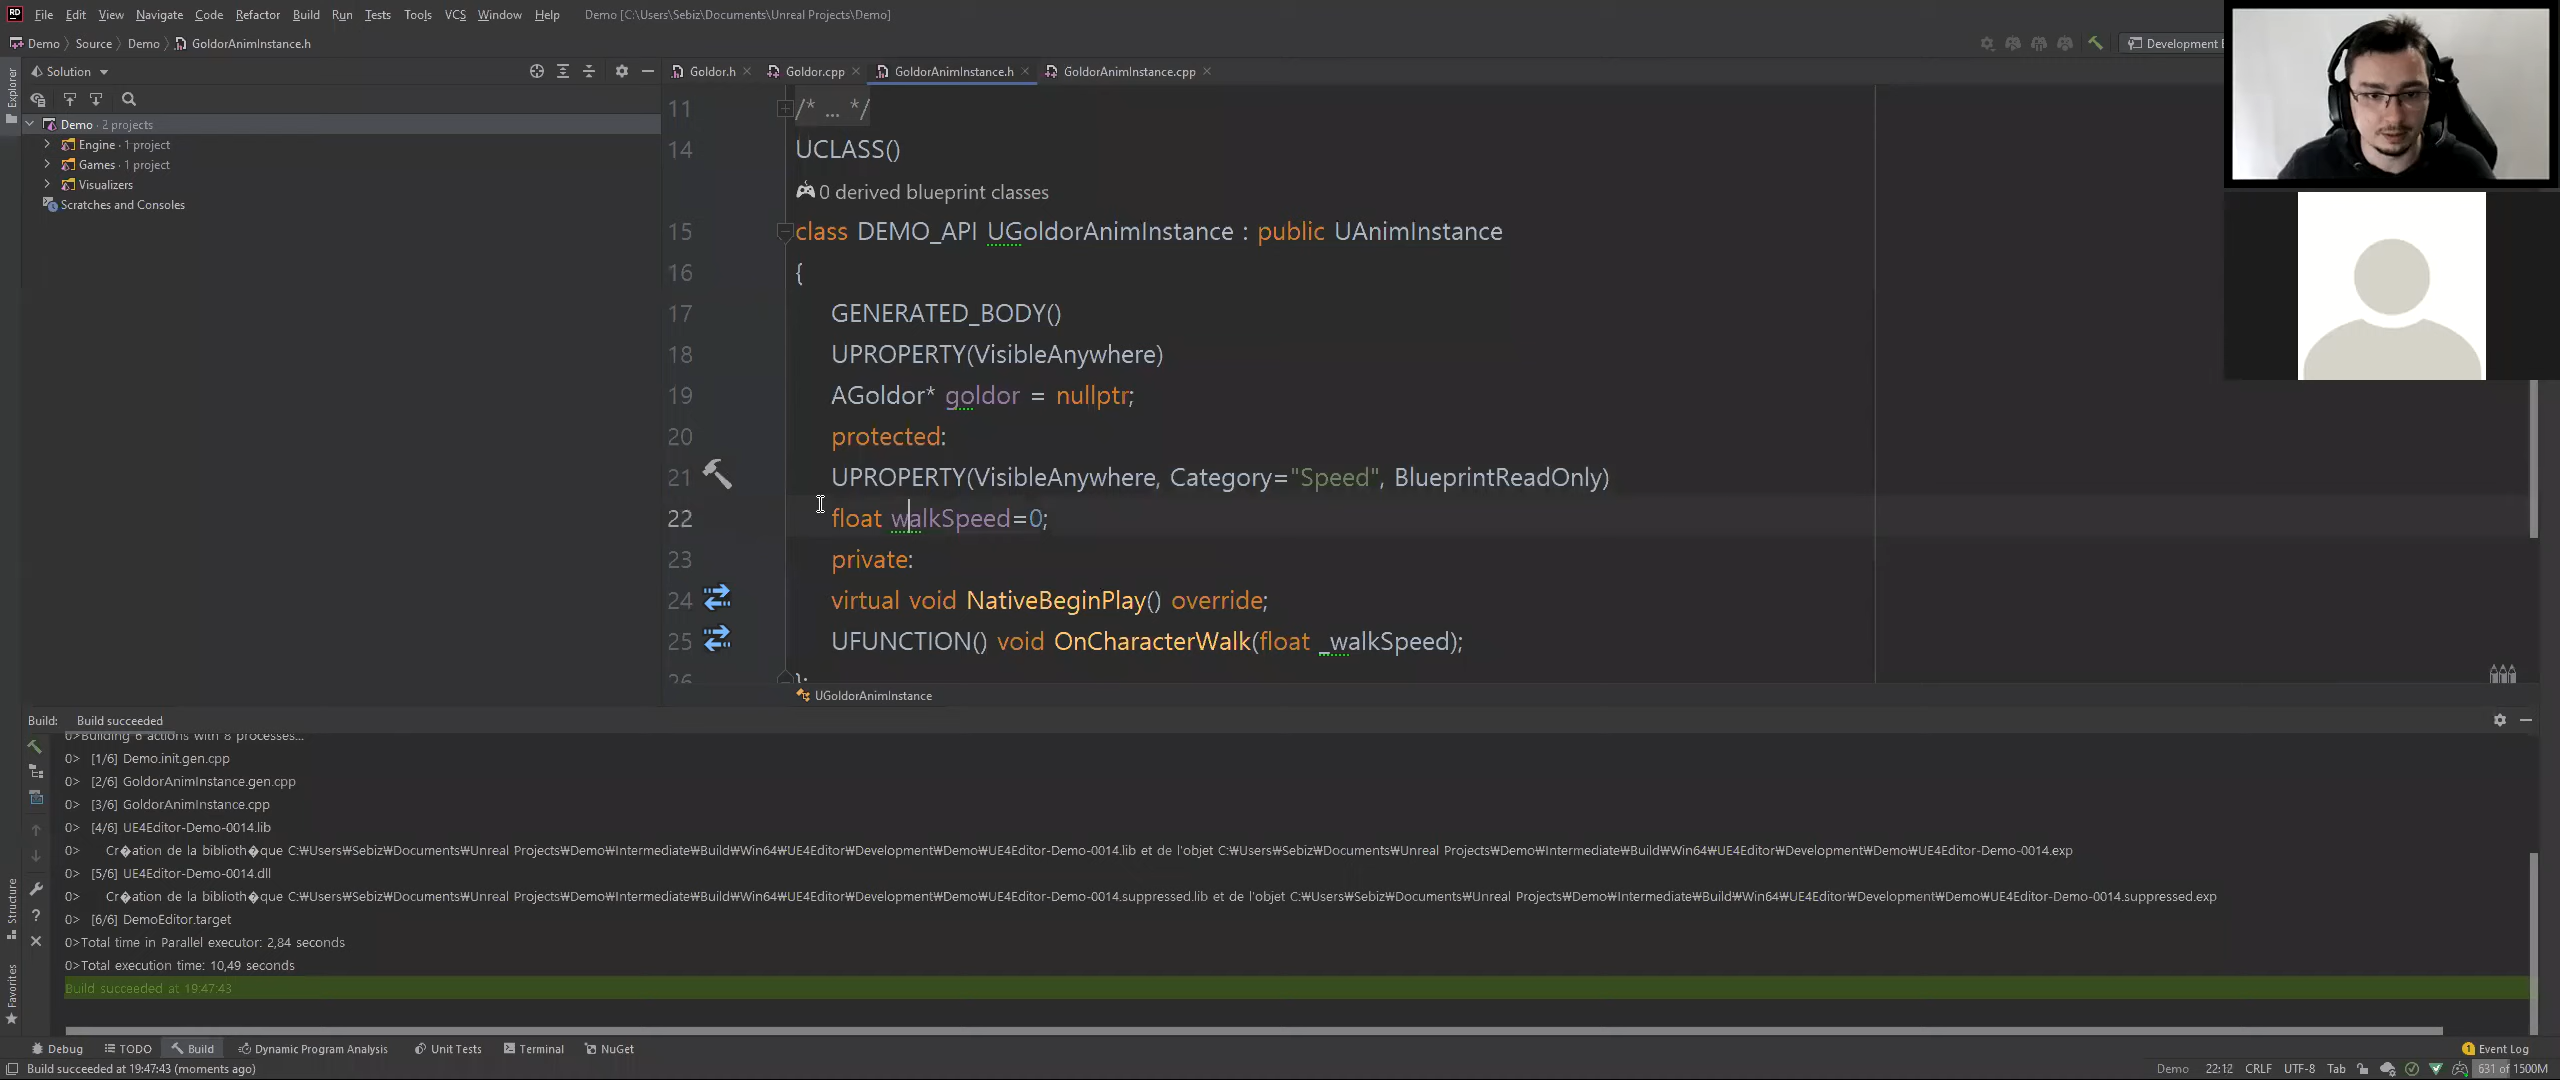 File Edit View Navigate Code Refactor Build Run Tests Tools VCS Window Help Demo [C:\Users\Sebiz\Documents\Unreal Projects\Demo]
Demo Source Demo GoldorAnimInstance.h
Development
Explorer
Solution
Goldor.h Goldor.cpp GoldorAnimInstance.h GoldorAnimInstance.cpp
Demo · 2 projects
Engine · 1 project
Games · 1 project
Visualizers
Scratches and Consoles
11 /* ... */
14 UCLASS()
0 derived blueprint classes
15 class DEMO_API UGoldorAnimInstance : public UAnimInstance
16 {
17 GENERATED_BODY()
18 UPROPERTY(VisibleAnywhere)
19 AGoldor* goldor = nullptr;
20 protected:
21 UPROPERTY(VisibleAnywhere, Category="Speed", BlueprintReadOnly)
22 float walkSpeed=0;
23 private:
24 virtual void NativeBeginPlay() override;
25 UFUNCTION() void OnCharacterWalk(float _walkSpeed);
26 };
UGoldorAnimInstance
Build: Build succeeded
0>Building 6 actions with 8 processes...
0> [1/6] Demo.init.gen.cpp
0> [2/6] GoldorAnimInstance.gen.cpp
0> [3/6] GoldorAnimInstance.cpp
0> [4/6] UE4Editor-Demo-0014.lib
0> Cr�ation de la biblioth�que C:₩Users₩Sebiz₩Documents₩Unreal Projects₩Demo₩Intermediate₩Build₩Win64₩UE4Editor₩Development₩Demo₩UE4Editor-Demo-0014.lib et de l'objet C:₩Users₩Sebiz₩Documents₩Unreal Projects₩Demo₩Intermediate₩Build₩Win64₩UE4Editor₩Development₩Demo₩UE4Editor-Demo-0014.exp
0> [5/6] UE4Editor-Demo-0014.dll
0> Cr�ation de la biblioth�que C:₩Users₩Sebiz₩Documents₩Unreal Projects₩Demo₩Intermediate₩Build₩Win64₩UE4Editor₩Development₩Demo₩UE4Editor-Demo-0014.suppressed.lib et de l'objet C:₩Users₩Sebiz₩Documents₩Unreal Projects₩Demo₩Intermediate₩Build₩Win64₩UE4Editor₩Development₩Demo₩UE4Editor-Demo-0014.suppressed.exp
0> [6/6] DemoEditor.target
0>Total time in Parallel executor: 2,84 seconds
0>Total execution time: 10,49 seconds
Build succeeded at 19:47:43
Structure
Favorites
Debug TODO Build Dynamic Program Analysis Unit Tests Terminal NuGet
1 Event Log
Build succeeded at 19:47:43 (moments ago)
Demo 22:12 CRLF UTF-8 Tab 631 of 1500M